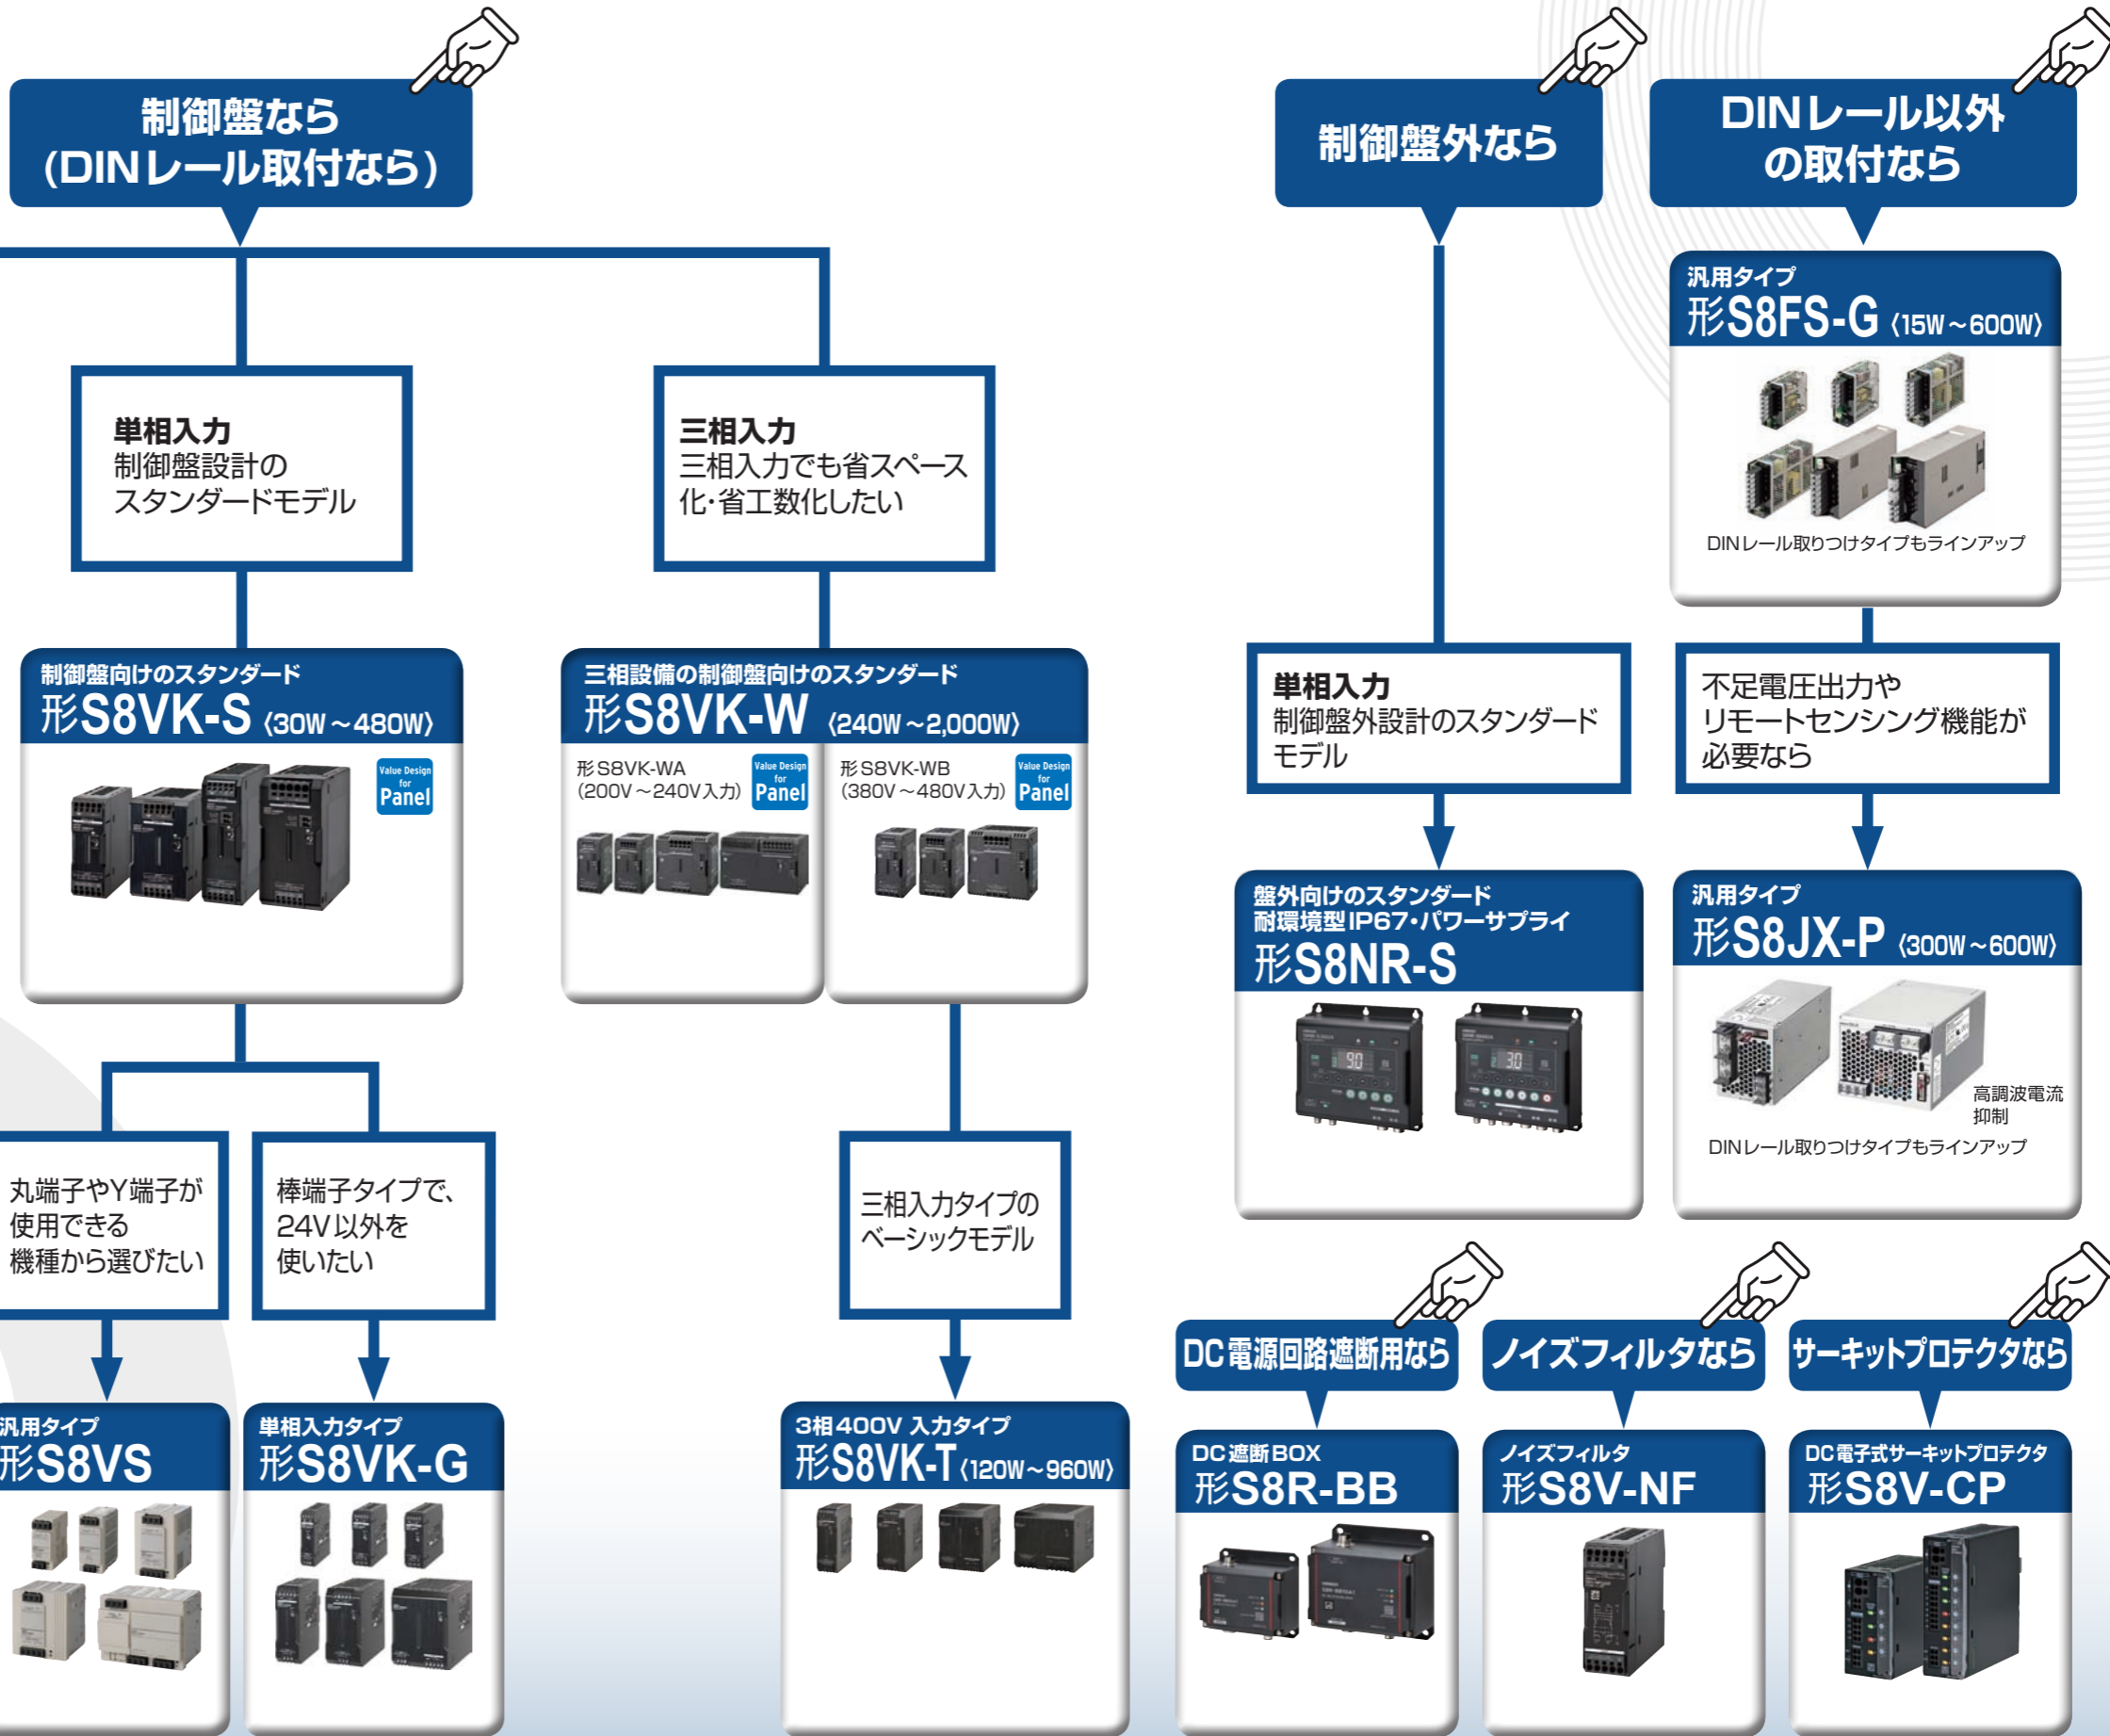 制御盤なら
(DINレール取付なら)
単相入力
制御盤設計の
スタンダードモデル
三相入力
三相入力でも省スペース
化・省工数化したい
制御盤向けのスタンダード
形S8VK-S〈30W～480W〉
Value Design
for
Panel
三相設備の制御盤向けのスタンダード
形S8VK-W〈240W～2,000W〉
形S8VK-WA
(200V～240V入力)
Value Design
for
Panel
形S8VK-WB
(380V～480V入力)
Value Design
for
Panel
丸端子やY端子が
使用できる
機種から選びたい
棒端子タイプで、
24V以外を
使いたい
三相入力タイプの
ベーシックモデル
汎用タイプ
形S8VS
単相入力タイプ
形S8VK-G
3相400V 入力タイプ
形S8VK-T〈120W～960W〉
制御盤外なら
単相入力
制御盤外設計のスタンダード
モデル
盤外向けのスタンダード
耐環境型IP67・パワーサプライ
形S8NR-S
9.0
3.0
DINレール以外
の取付なら
汎用タイプ
形S8FS-G〈15W～600W〉
DINレール取りつけタイプもラインアップ
不足電圧出力や
リモートセンシング機能が
必要なら
汎用タイプ
形S8JX-P〈300W～600W〉
高調波電流
抑制
DINレール取りつけタイプもラインアップ
DC電源回路遮断用なら
DC遮断BOX
形S8R-BB
ノイズフィルタなら
ノイズフィルタ
形S8V-NF
サーキットプロテクタなら
DC電子式サーキットプロテクタ
形S8V-CP